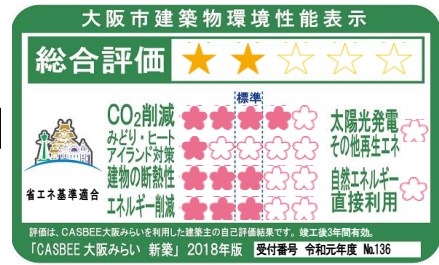 大阪市建築物環境性能表示
総合評価
標準
CO2削減
みどり・ヒート
アイランド対策
建物の断熱性
エネルギー削減
太陽光発電
その他再生エネ
自然エネルギー
直接利用
省エネ基準適合
評価は、CASBEE大阪みらいを利用した建築主の自己評価結果です。竣工後3年間有効。
「CASBEE大阪みらい 新築」2018年版 受付番号 令和元年度 №136